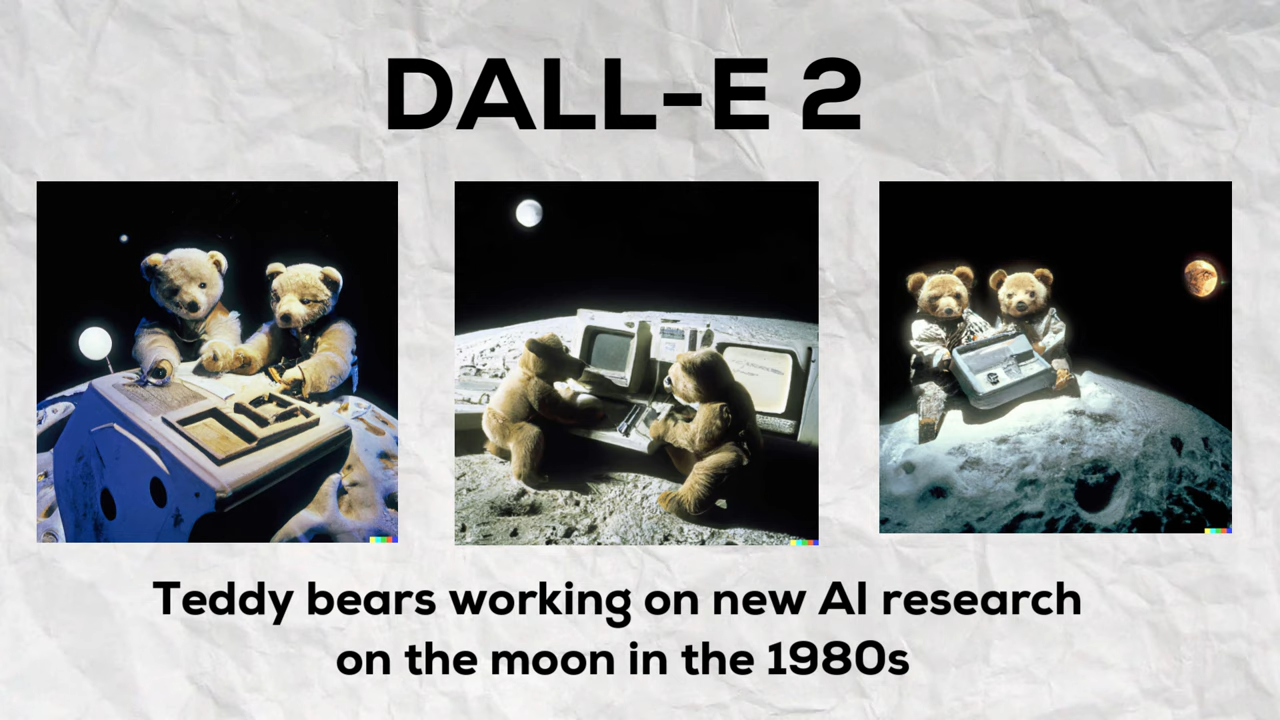 DALL-E 2
Teddy bears working on new AI research
on the moon in the 1980s